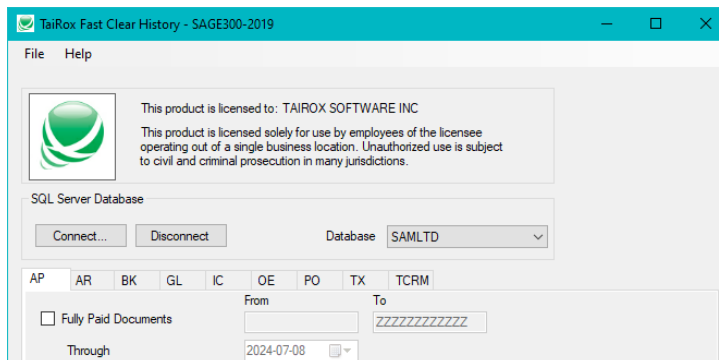 TaiRox Fast Clear History - SAGE300-2019
File Help
This product is licensed to: TAIROX SOFTWARE INC
This product is licensed solely for use by employees of the licensee
operating out of a single business location. Unauthorized use is subject
to civil and criminal prosecution in many jurisdictions.
SQL Server Database
Connect... Disconnect Database SAMLTD
AP AR BK GL IC OE PO TX TCRM
From To
Fully Paid Documents ZZZZZZZZZZZZ
Through 2024-07-08